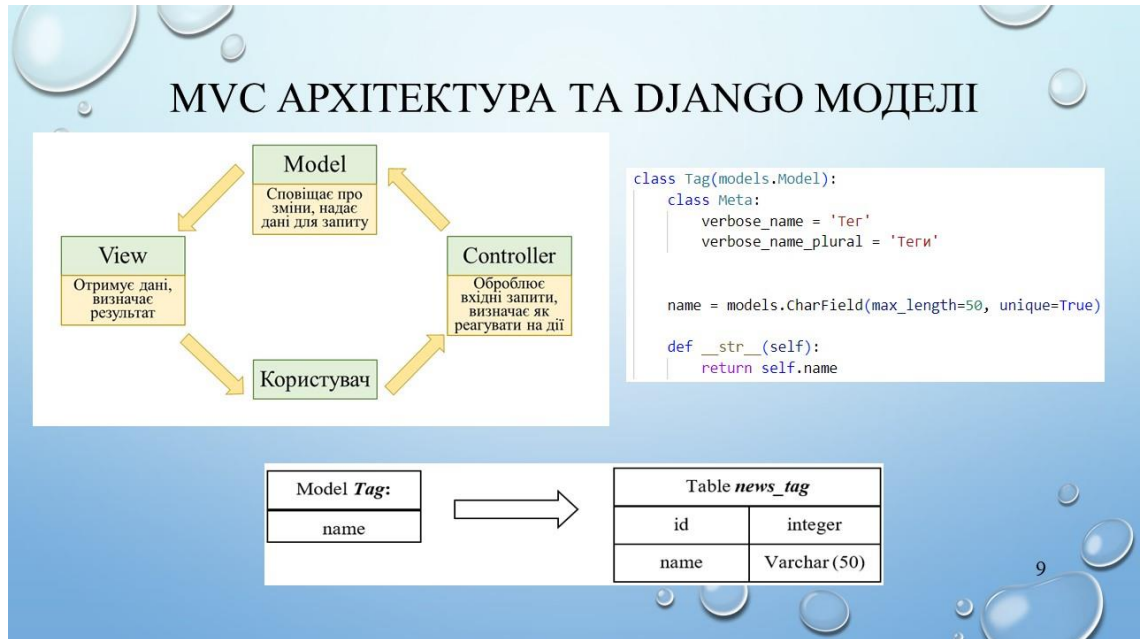 MVC АРХІТЕКТУРА ТА DJANGO МОДЕЛІ
Model
Сповіщає про
зміни, надає
дані для запиту
View
Отримує дані,
визначає
результат
Controller
Оброблює
вхідні запити,
визначає як
реагувати на дії
Користувач
class Tag(models.Model):
class Meta:
verbose_name = 'Тег'
verbose_name_plural = 'Теги'
name = models.CharField(max_length=50, unique=True)
def __str__(self):
return self.name
Model Tag:
name
Table news_tag
id integer
name Varchar (50)
9